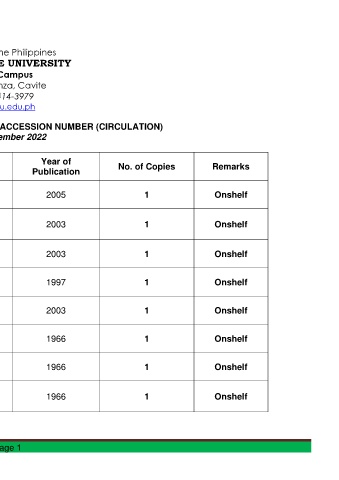 ne Philippines
E UNIVERSITY
Campus
nza, Cavite
414-3979
u.edu.ph
ACCESSION NUMBER (CIRCULATION)
ember 2022
Year of Publication No. of Copies Remarks
2005 1 Onshelf
2003 1 Onshelf
2003 1 Onshelf
1997 1 Onshelf
2003 1 Onshelf
1966 1 Onshelf
1966 1 Onshelf
1966 1 Onshelf
age 1